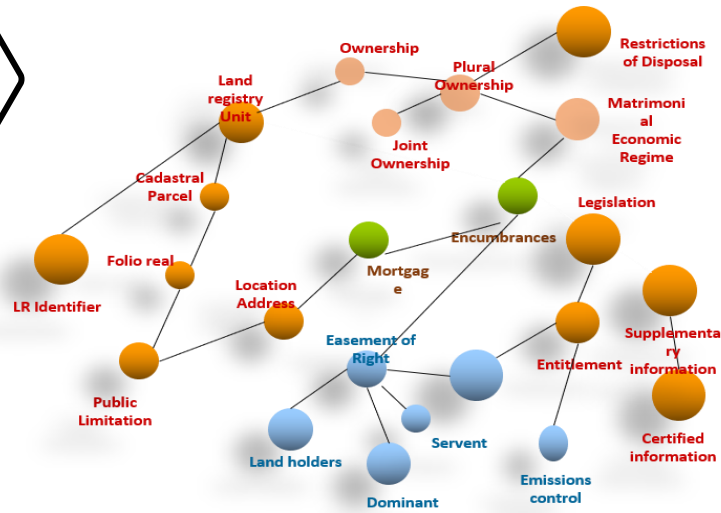 Ownership
Restrictions
of Disposal
Plural
Ownership
Land
registry
Unit
Matrimoni
al
Economic
Regime
Joint
Ownership
Cadastral
Parcel
Legislation
Encumbrances
Folio real
Mortgag
e
Location
Address
LR Identifier
Supplementa
ry
information
Easement of
Right
Entitlement
Public
Limitation
Servent
Certified
information
Land holders
Emissions
control
Dominant